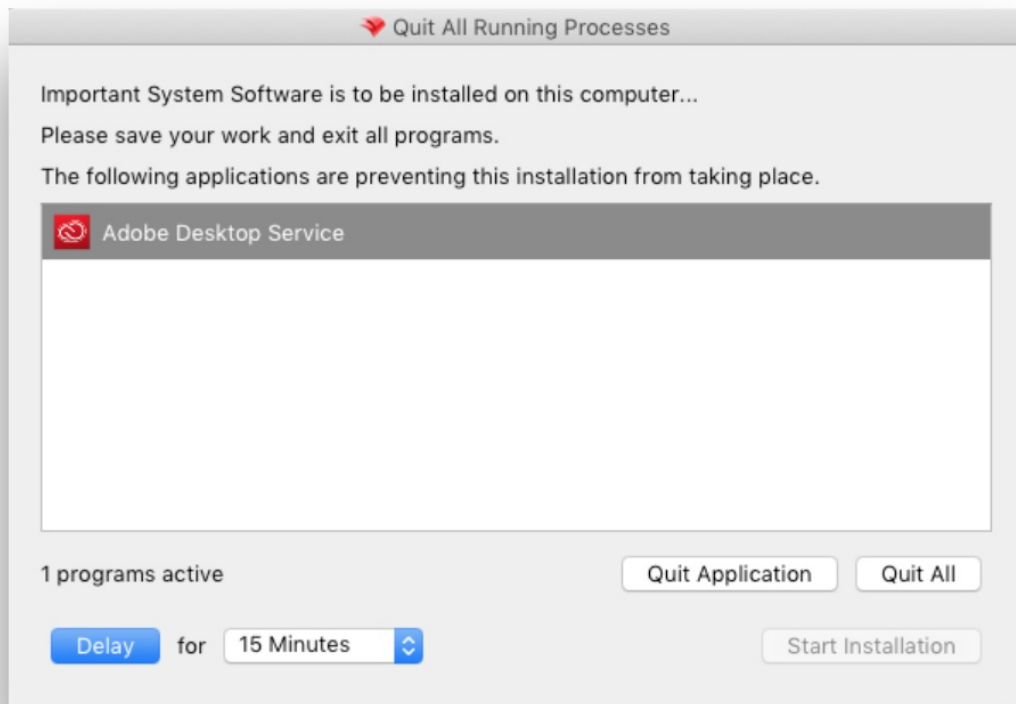 Quit All Running Processes
Important System Software is to be installed on this computer...
Please save your work and exit all programs.
The following applications are preventing this installation from taking place.
Adobe Desktop Service
1 programs active
Quit Application
Quit All
Delay for 15 Minutes
Start Installation